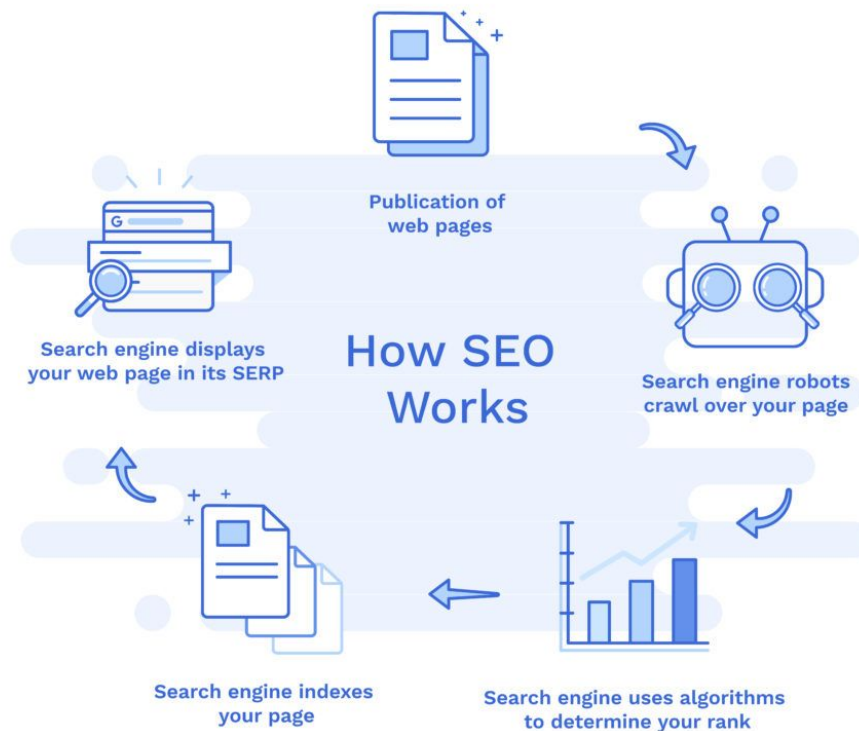 Publication of
web pages
G
Search engine displays
your web page in its SERP
How SEO
Works
Search engine robots
crawl over your page
Search engine indexes
your page
Search engine uses algorithms
to determine your rank